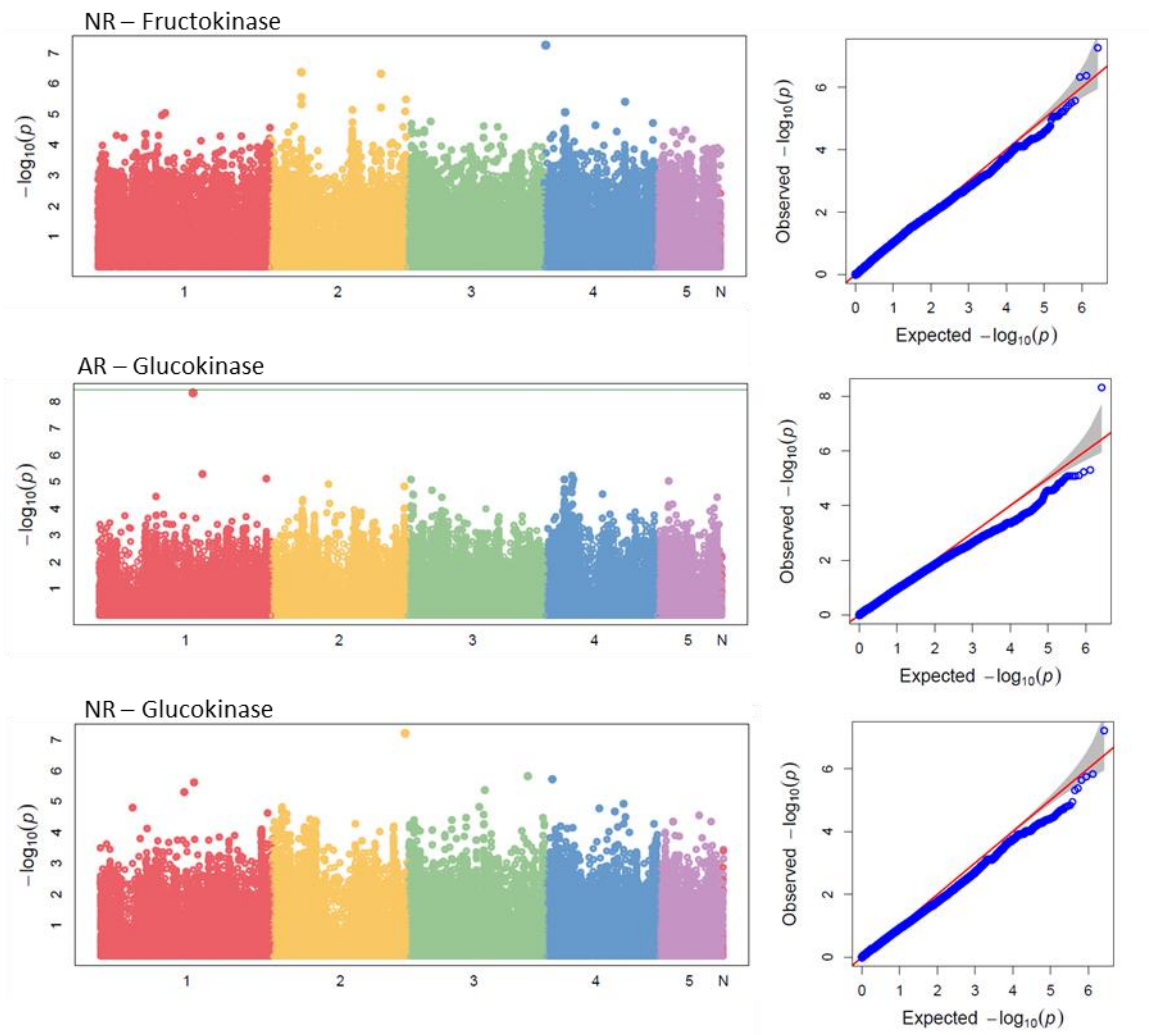 NR – Fructokinase
−log₁₀(p)
7
6
5
4
3
2
1
1 2 3 4 5 N
Observed −log₁₀(p)
6
4
2
0
0 1 2 3 4 5 6
Expected −log₁₀(p)
AR – Glucokinase
−log₁₀(p)
8
7
6
5
4
3
2
1
1 2 3 4 5 N
Observed −log₁₀(p)
8
6
4
2
0
0 1 2 3 4 5 6
Expected −log₁₀(p)
NR – Glucokinase
−log₁₀(p)
7
6
5
4
3
2
1
1 2 3 4 5 N
Observed −log₁₀(p)
6
4
2
0
0 1 2 3 4 5 6
Expected −log₁₀(p)